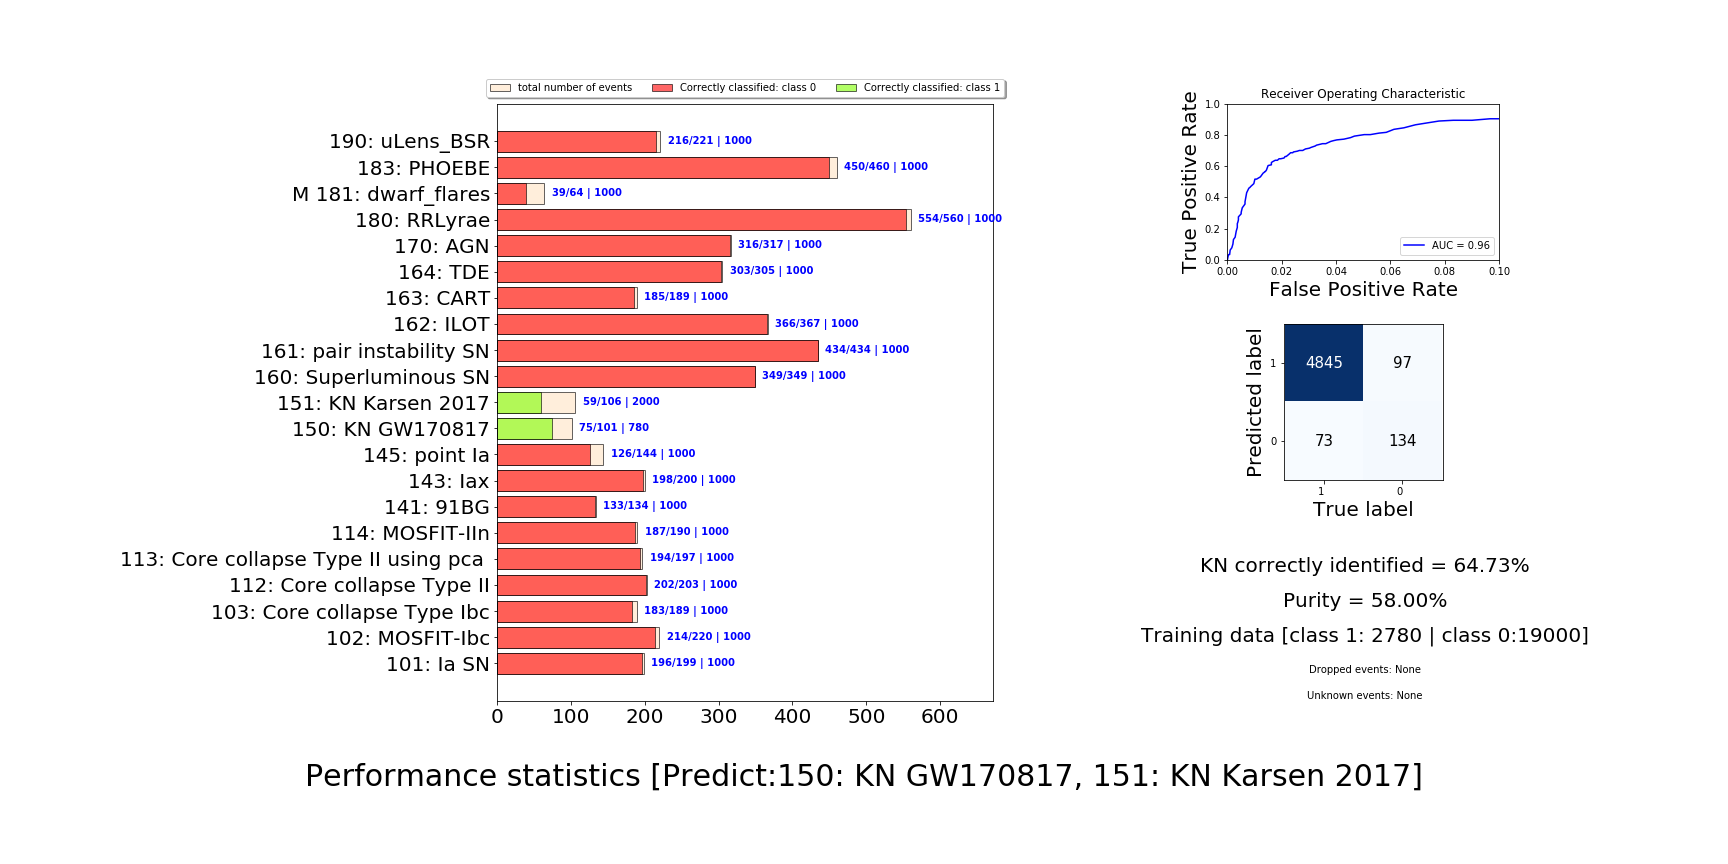 total number of events Correctly classified: class 0 Correctly classified: class 1
190: uLens_BSR 216/221 | 1000
183: PHOEBE 450/460 | 1000
M 181: dwarf_flares 39/64 | 1000
180: RRLyrae 554/560 | 1000
170: AGN 316/317 | 1000
164: TDE 303/305 | 1000
163: CART 185/189 | 1000
162: ILOT 366/367 | 1000
161: pair instability SN 434/434 | 1000
160: Superluminous SN 349/349 | 1000
151: KN Karsen 2017 59/106 | 2000
150: KN GW170817 75/101 | 780
145: point Ia 126/144 | 1000
143: Iax 198/200 | 1000
141: 91BG 133/134 | 1000
114: MOSFIT-IIn 187/190 | 1000
113: Core collapse Type II using pca 194/197 | 1000
112: Core collapse Type II 202/203 | 1000
103: Core collapse Type Ibc 183/189 | 1000
102: MOSFIT-Ibc 214/220 | 1000
101: Ia SN 196/199 | 1000
0 100 200 300 400 500 600
Receiver Operating Characteristic
True Positive Rate
1.0
0.8
0.6
0.4
0.2
0.0
AUC = 0.96
0.00 0.02 0.04 0.06 0.08 0.10
False Positive Rate
Predicted label
1 4845 97
0 73 134
1 0
True label
KN correctly identified = 64.73%
Purity = 58.00%
Training data [class 1: 2780 | class 0:19000]
Dropped events: None
Unknown events: None
Performance statistics [Predict:150: KN GW170817, 151: KN Karsen 2017]